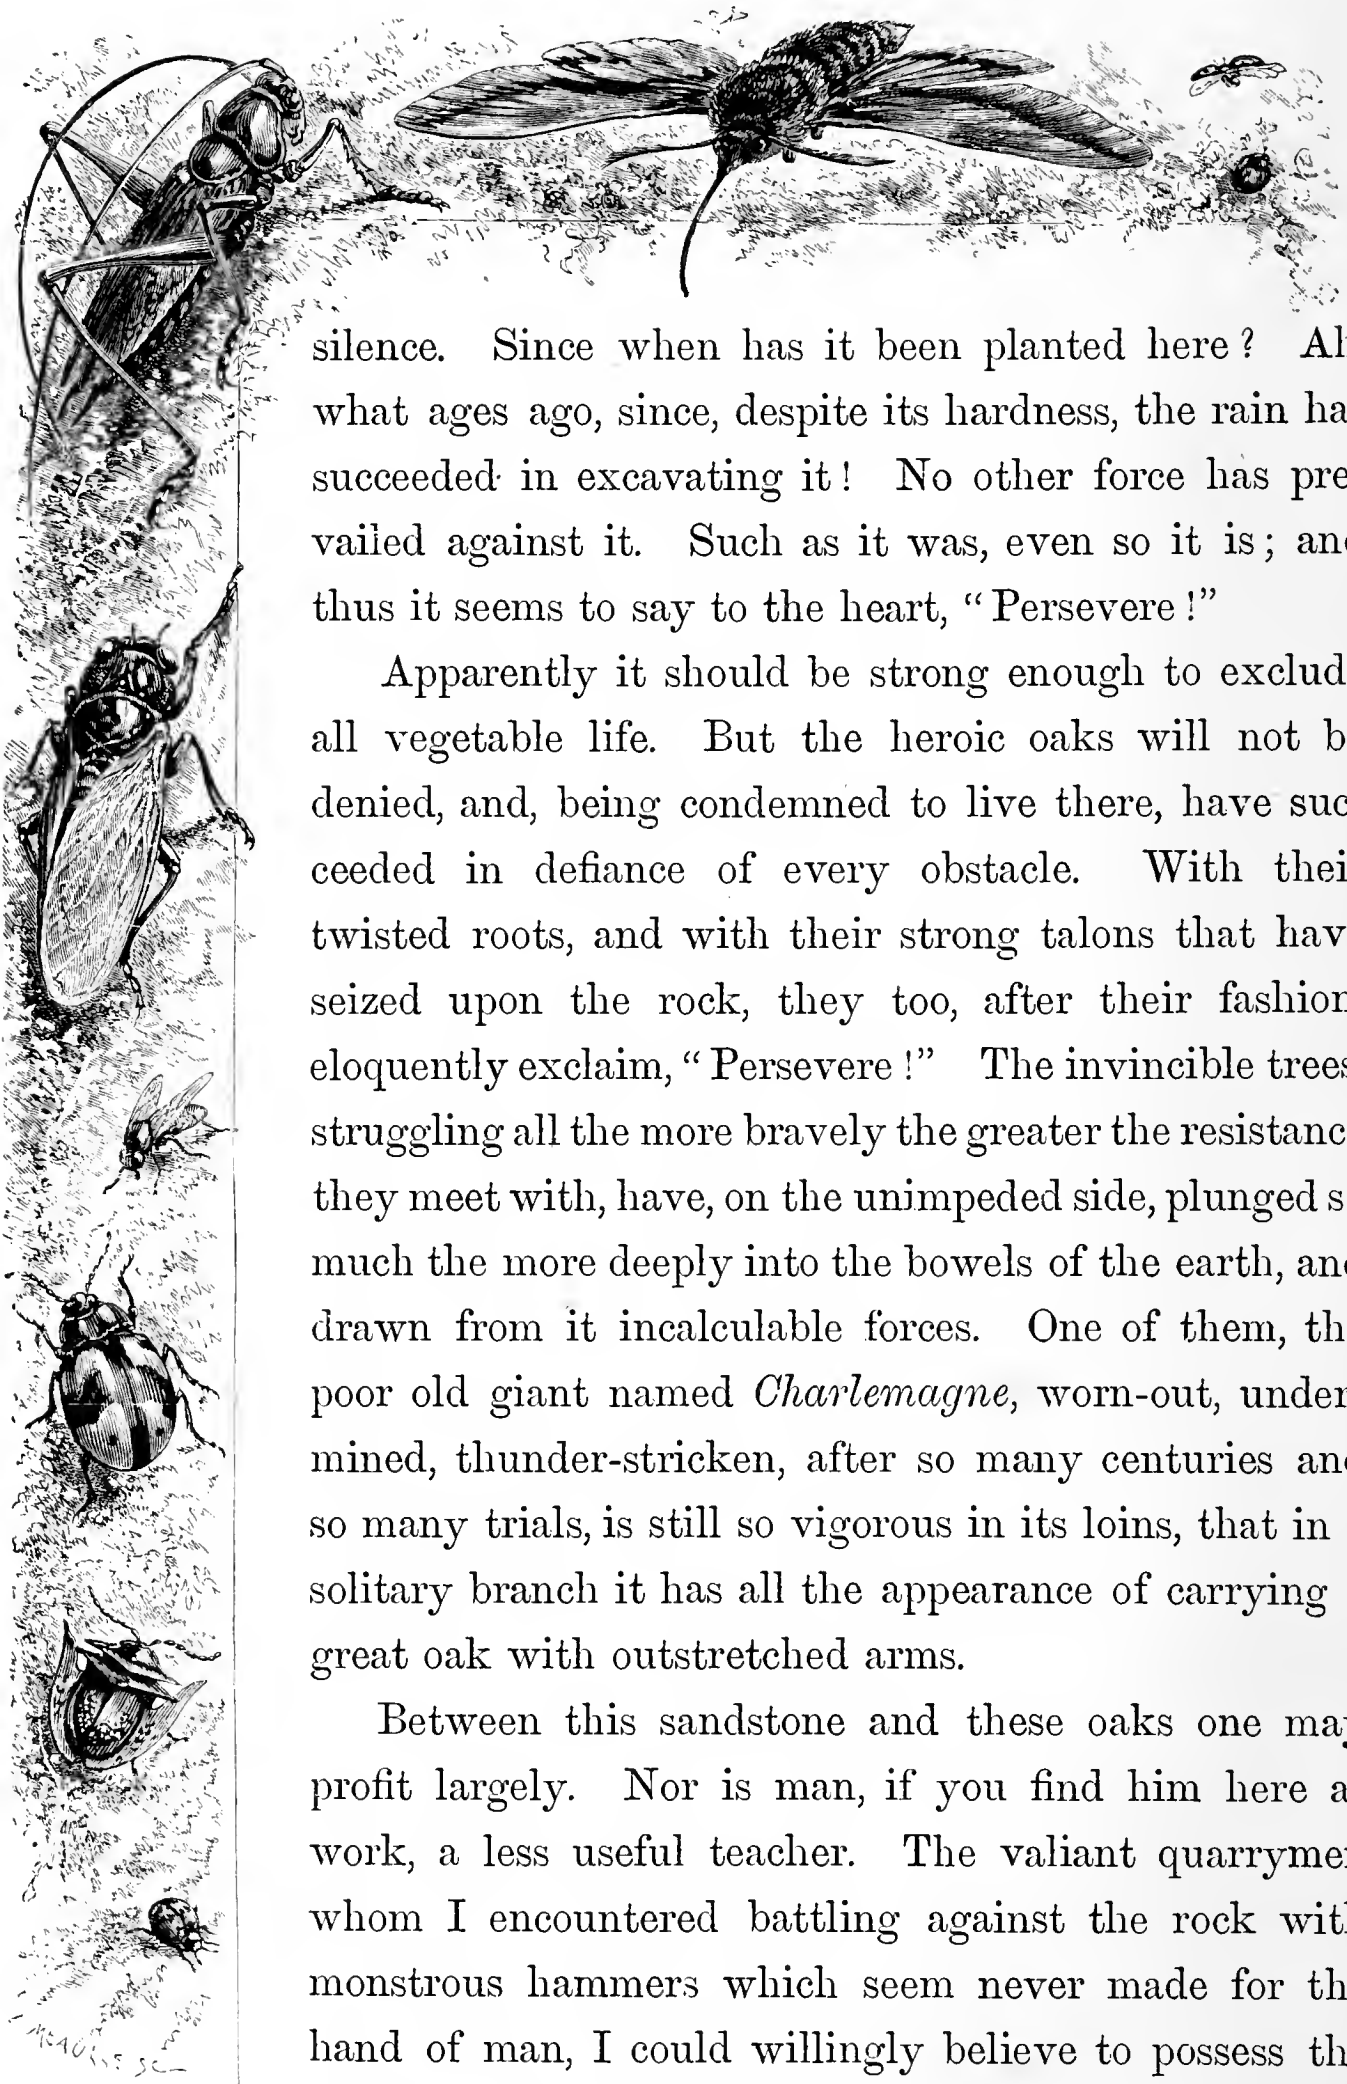 silence. Since when has it been planted here? Ah
what ages ago, since, despite its hardness, the rain ha
succeeded in excavating it! No other force has pre
vailed against it. Such as it was, even so it is; and
thus it seems to say to the heart, "Persevere!"
Apparently it should be strong enough to exclud
all vegetable life. But the heroic oaks will not b
denied, and, being condemned to live there, have suc
ceeded in defiance of every obstacle. With thei
twisted roots, and with their strong talons that hav
seized upon the rock, they too, after their fashion
eloquently exclaim, "Persevere!" The invincible trees
struggling all the more bravely the greater the resistanc
they meet with, have, on the unimpeded side, plunged s
much the more deeply into the bowels of the earth, and
drawn from it incalculable forces. One of them, th
poor old giant named Charlemagne, worn-out, under
mined, thunder-stricken, after so many centuries and
so many trials, is still so vigorous in its loins, that in
solitary branch it has all the appearance of carrying
great oak with outstretched arms.
Between this sandstone and these oaks one may
profit largely. Nor is man, if you find him here a
work, a less useful teacher. The valiant quarrymen
whom I encountered battling against the rock with
monstrous hammers which seem never made for th
hand of man, I could willingly believe to possess th